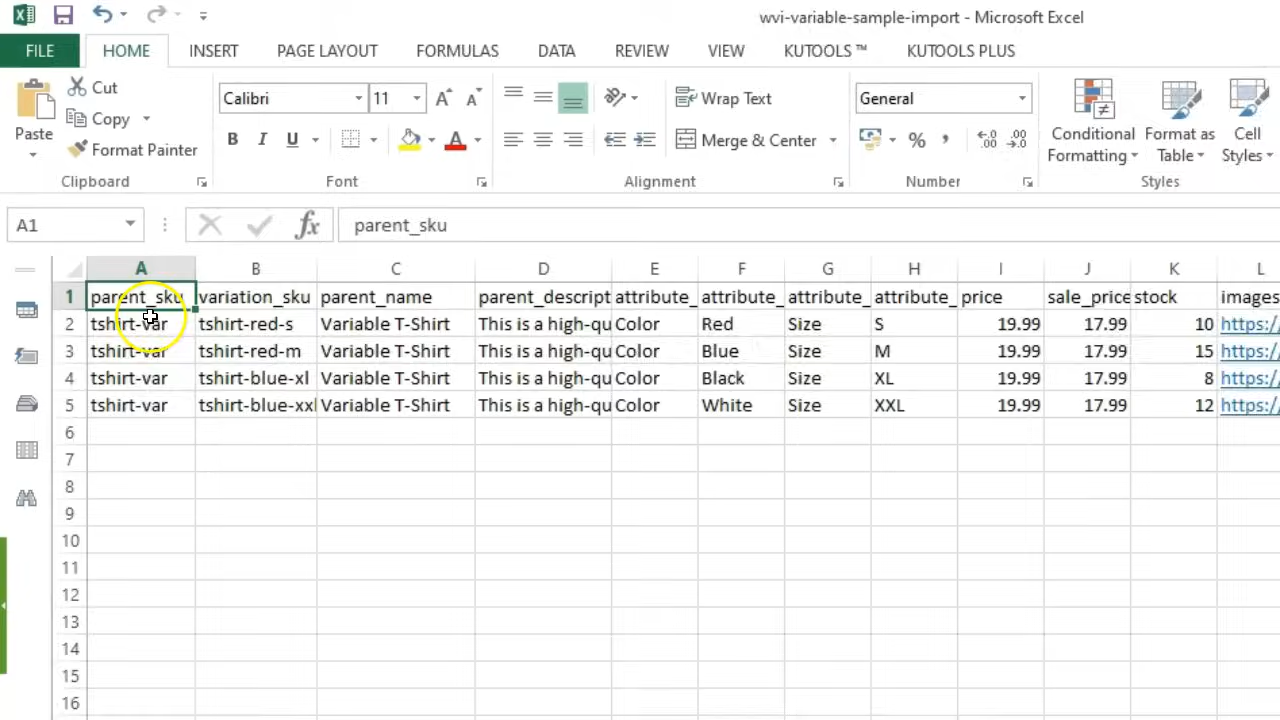 wvi-variable-sample-import - Microsoft Excel
FILE HOME INSERT PAGE LAYOUT FORMULAS DATA REVIEW VIEW KUTOOLS ™ KUTOOLS PLUS
Paste
Cut
Copy
Format Painter
Clipboard
Calibri 11
B I U
Font
Wrap Text
Merge & Center
Alignment
General
%
Number
Conditional Formatting
Format as Table
Cell Styles
Styles
A1 fx parent_sku
A B C D E F G H I J K L
1 parent_sku variation_sku parent_name parent_descript attribute_ attribute_ attribute_ attribute_ price sale_price stock images
2 tshirt-var tshirt-red-s Variable T-Shirt This is a high-qu Color Red Size S 19.99 17.99 10 https:/
3 tshirt-var tshirt-red-m Variable T-Shirt This is a high-qu Color Blue Size M 19.99 17.99 15 https:/
4 tshirt-var tshirt-blue-xl Variable T-Shirt This is a high-qu Color Black Size XL 19.99 17.99 8 https:/
5 tshirt-var tshirt-blue-xxl Variable T-Shirt This is a high-qu Color White Size XXL 19.99 17.99 12 https:/
6
7
8
9
10
11
12
13
14
15
16